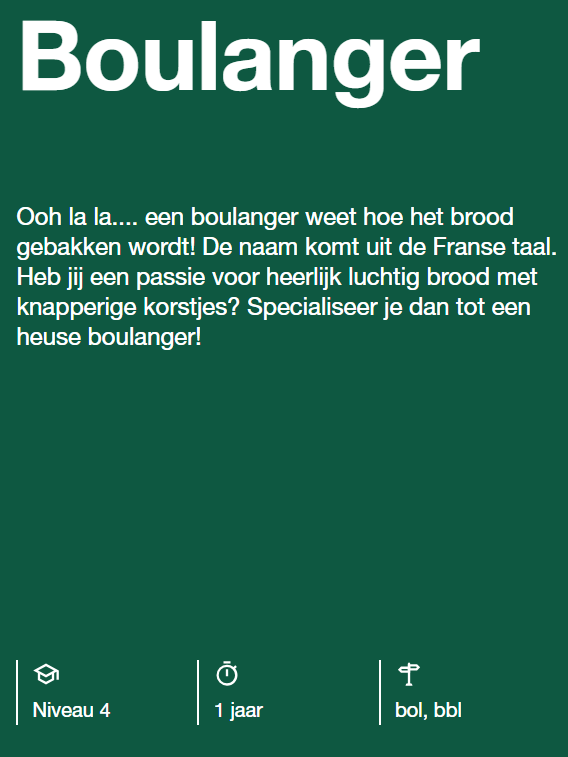 Boulanger
Ooh la la.... een boulanger weet hoe het brood
gebakken wordt! De naam komt uit de Franse taal.
Heb jij een passie voor heerlijk luchtig brood met
knapperige korstjes? Specialiseer je dan tot een
heuse boulanger!
Niveau 4
1 jaar
bol, bbl